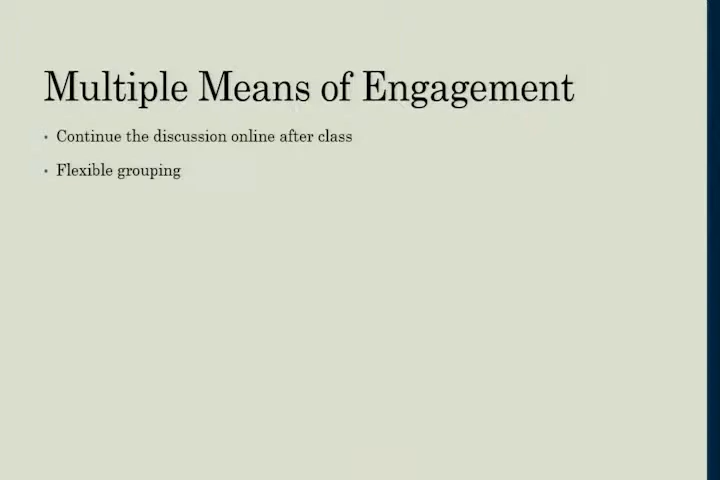 Multiple Means of Engagement
• Continue the discussion online after class
• Flexible grouping